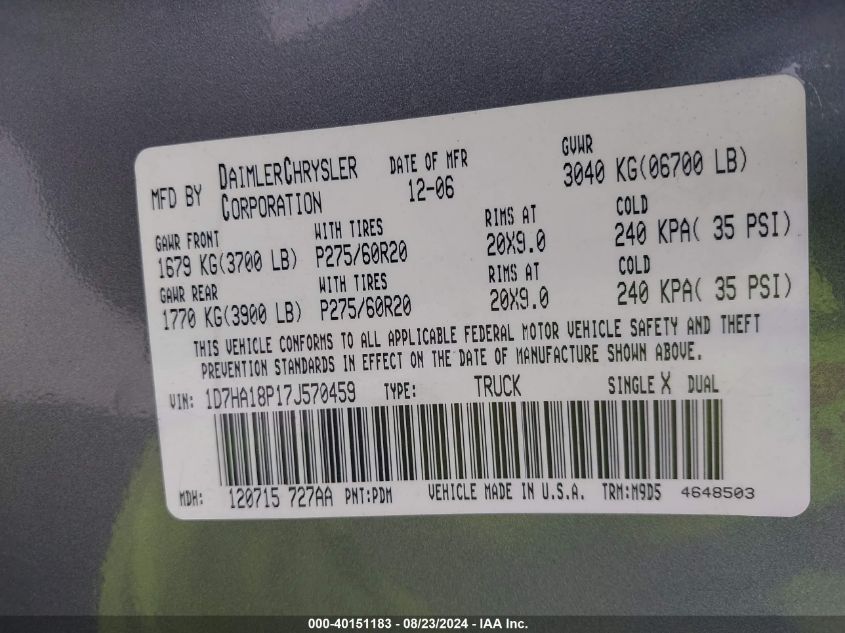 MFD BY DAIMLERCHRYSLER CORPORATION DATE OF MFR 12-06 GVWR 3040 KG(06700 LB)
GAWR FRONT WITH TIRES RIMS AT COLD
1679 KG(3700 LB) P275/60R20 20X9.0 240 KPA( 35 PSI)
GAWR REAR WITH TIRES RIMS AT COLD
1770 KG(3900 LB) P275/60R20 20X9.0 240 KPA( 35 PSI)
THIS VEHICLE CONFORMS TO ALL APPLICABLE FEDERAL MOTOR VEHICLE SAFETY AND THEFT
PREVENTION STANDARDS IN EFFECT ON THE DATE OF MANUFACTURE SHOWN ABOVE.
VIN: 1D7HA18P17J570459 TYPE: TRUCK SINGLE X DUAL
MDH: 120715 727AA PNT:PDM VEHICLE MADE IN U.S.A. TRM:M9D5 4648503
000-40151183 - 08/23/2024 - IAA Inc.